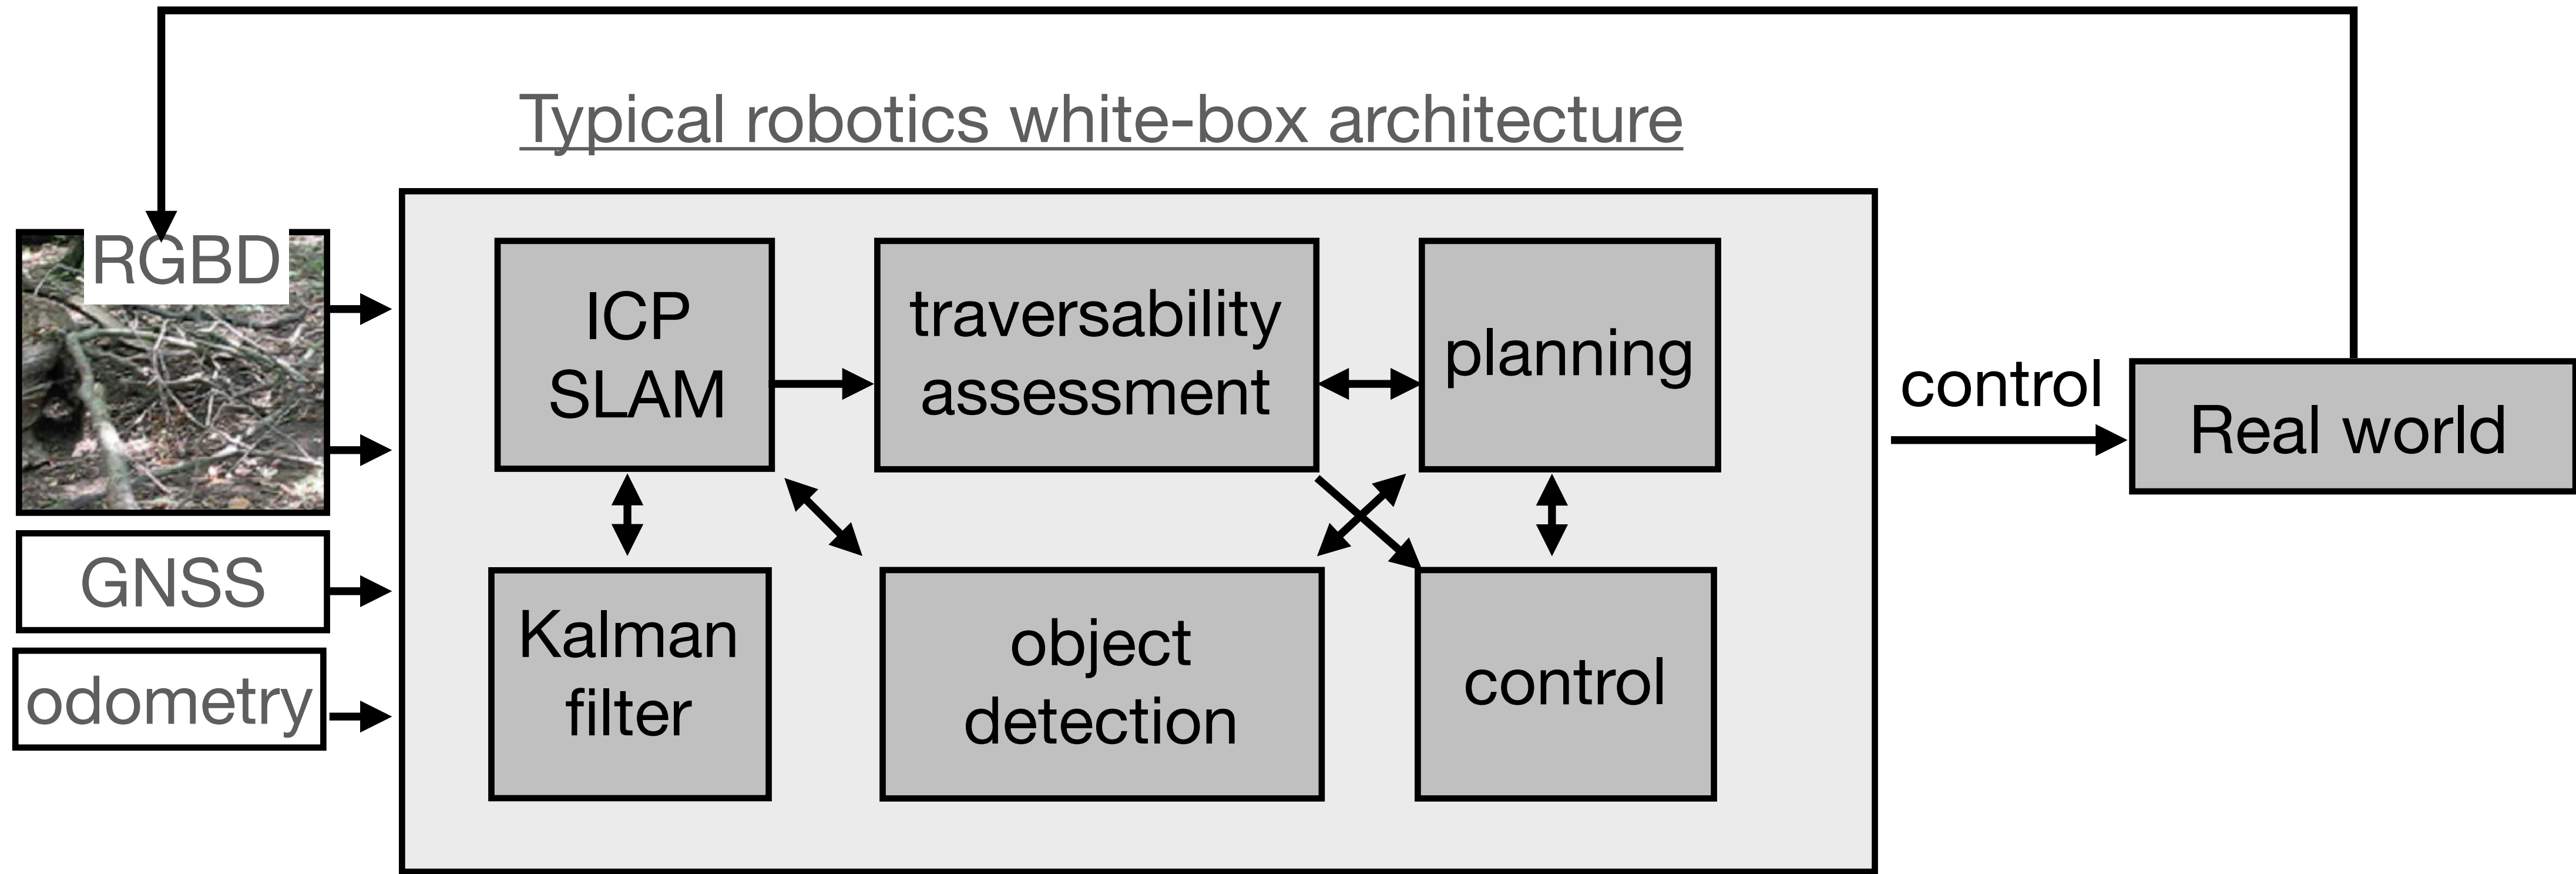 Typical robotics white-box architecture
RGBD
GNSS
odometry
ICP
SLAM
traversability
assessment
planning
Kalman
filter
object
detection
control
control
Real world